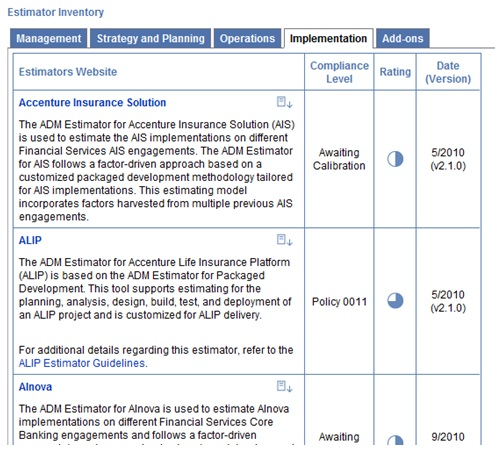 Estimator Inventory
Management Strategy and Planning Operations Implementation Add-ons
Estimators Website
Compliance Level
Rating
Date (Version)
Accenture Insurance Solution
The ADM Estimator for Accenture Insurance Solution (AIS)
is used to estimate the AIS implementations on different
Financial Services AIS engagements. The ADM Estimator
for AIS follows a factor-driven approach based on a
customized packaged development methodology tailored
for AIS implementations. This estimating model
incorporates factors harvested from multiple previous AIS
engagements.
Awaiting
Calibration
5/2010
(v2.1.0)
ALIP
The ADM Estimator for Accenture Life Insurance Platform
(ALIP) is based on the ADM Estimator for Packaged
Development. This tool supports estimating for the
planning, analysis, design, build, test, and deployment of
an ALIP project and is customized for ALIP delivery.
For additional details regarding this estimator, refer to the
ALIP Estimator Guidelines.
Policy 0011
5/2010
(v2.1.0)
Alnova
The ADM Estimator for Alnova is used to estimate Alnova
implementations on different Financial Services Core
Banking engagements and follows a factor-driven
Awaiting
9/2010